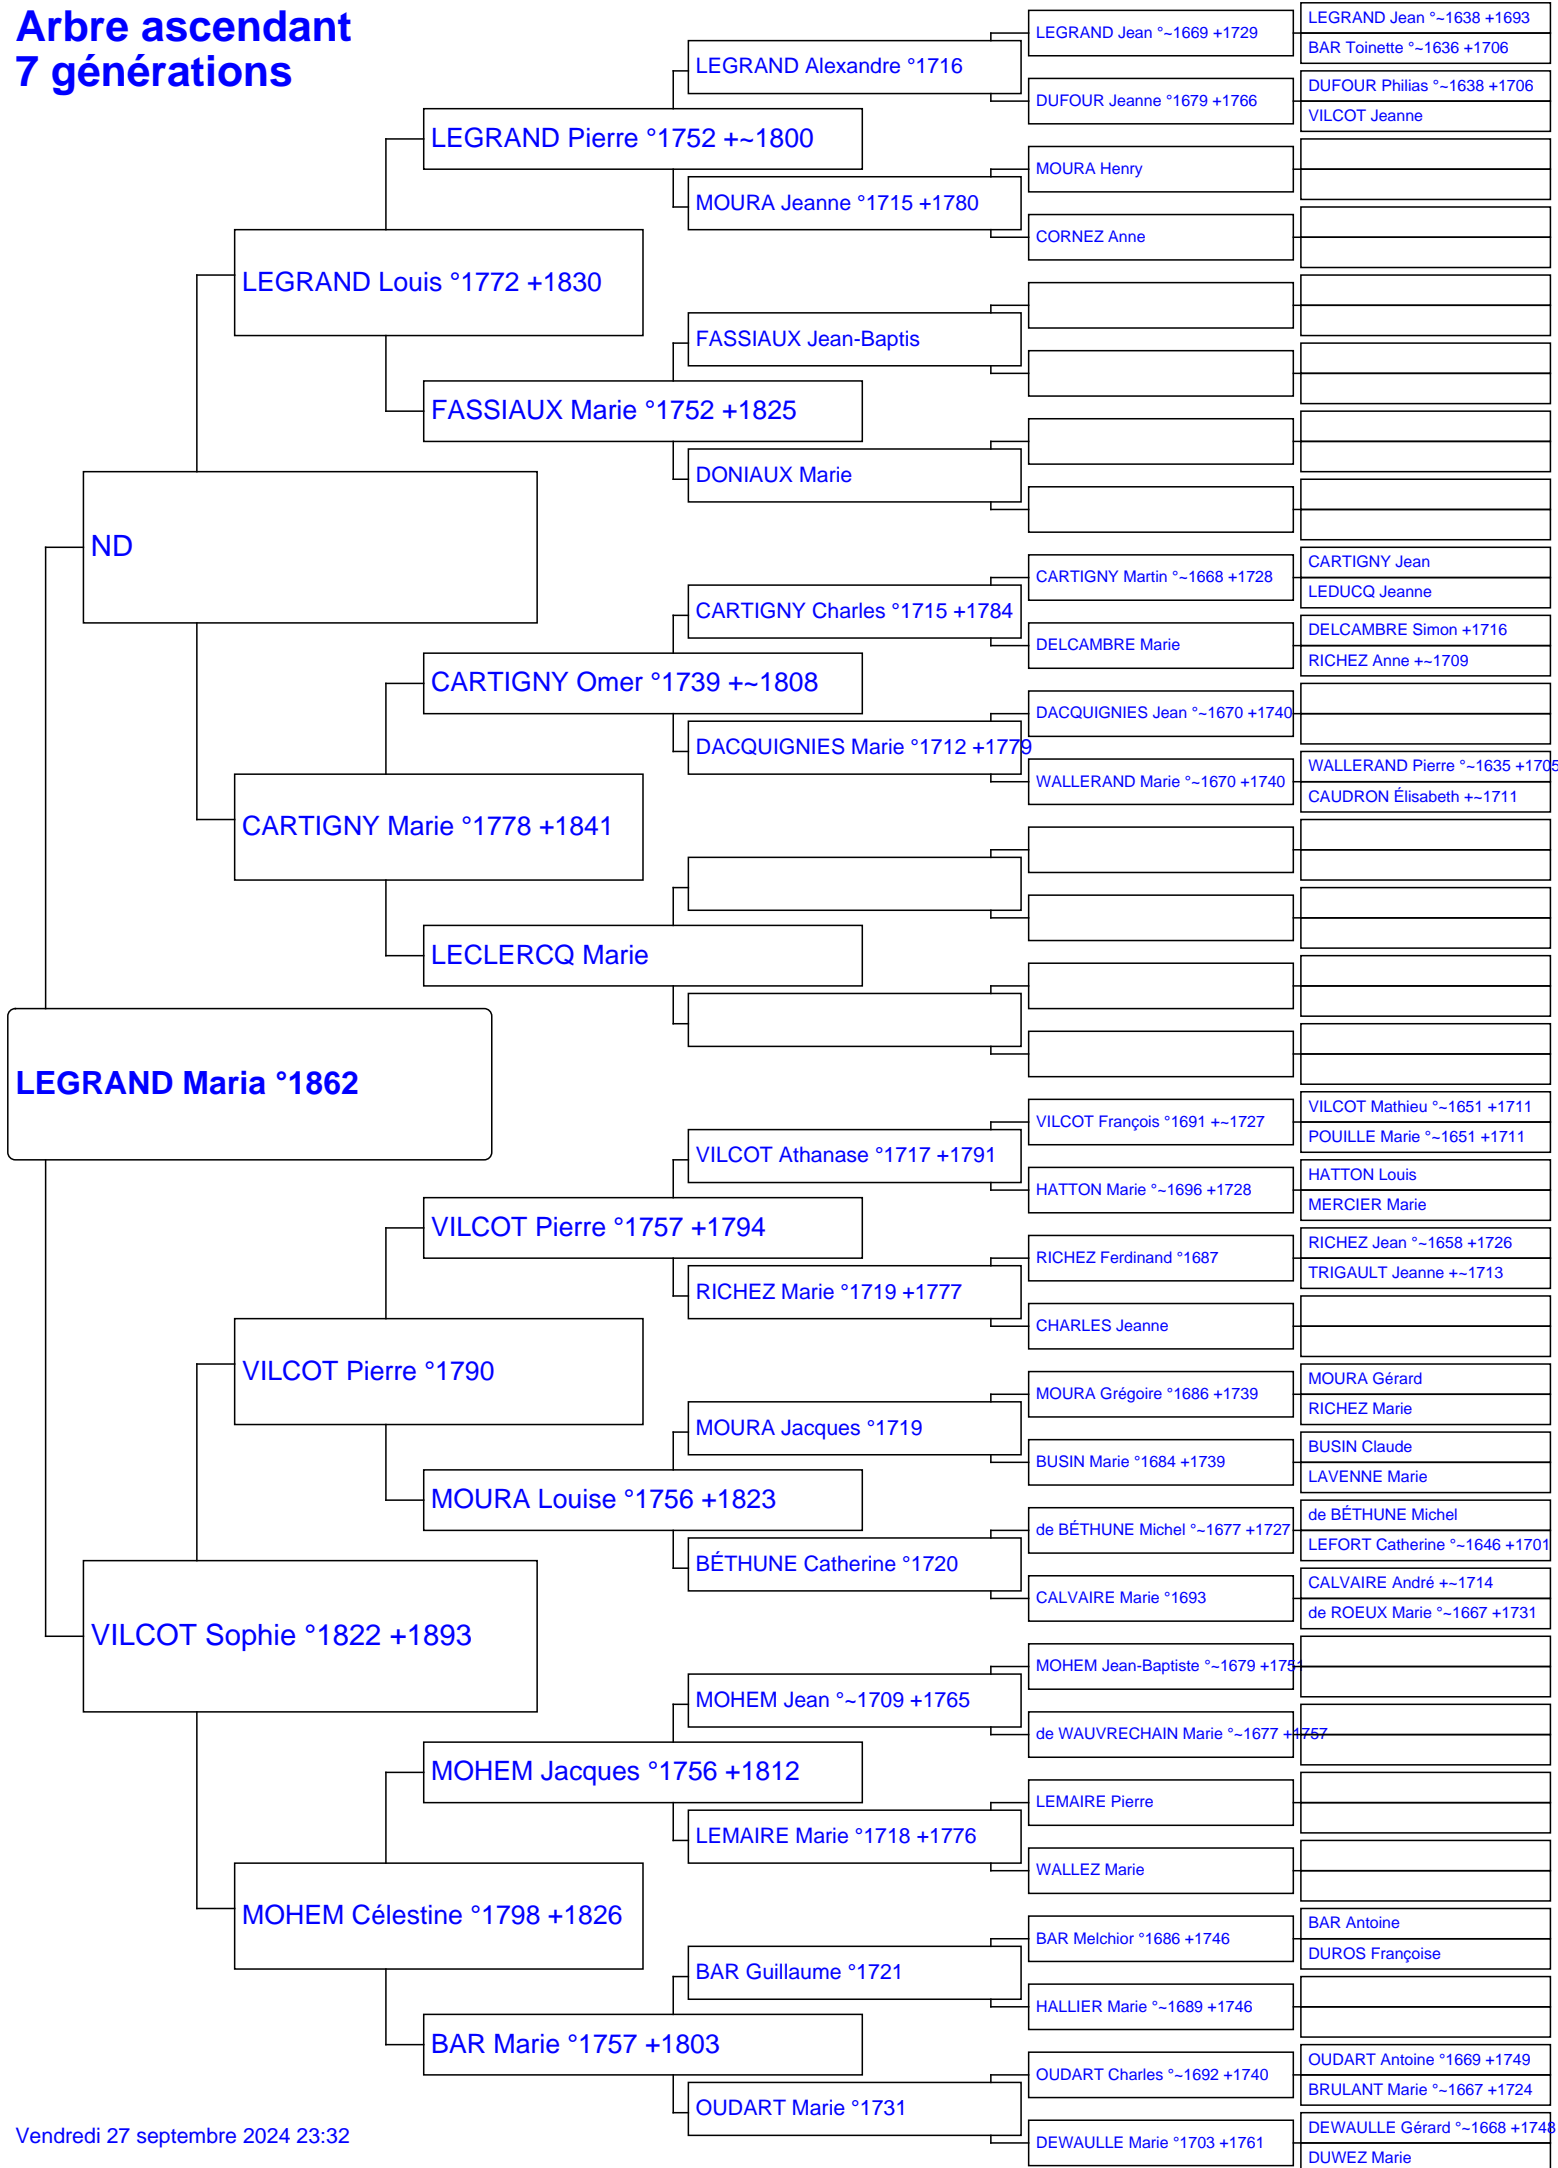 Arbre ascendant
7 générations
LEGRAND Maria °1862
ND
VILCOT Sophie °1822 +1893
LEGRAND Louis °1772 +1830
CARTIGNY Marie °1778 +1841
VILCOT Pierre °1790
MOHEM Célestine °1798 +1826
LEGRAND Pierre °1752 +~1800
FASSIAUX Marie °1752 +1825
CARTIGNY Omer °1739 +~1808
LECLERCQ Marie
VILCOT Pierre °1757 +1794
MOURA Louise °1756 +1823
MOHEM Jacques °1756 +1812
BAR Marie °1757 +1803
LEGRAND Alexandre °1716
MOURA Jeanne °1715 +1780
FASSIAUX Jean-Baptis
DONIAUX Marie
CARTIGNY Charles °1715 +1784
DACQUIGNIES Marie °1712 +1779
VILCOT Athanase °1717 +1791
RICHEZ Marie °1719 +1777
MOURA Jacques °1719
BÉTHUNE Catherine °1720
MOHEM Jean °~1709 +1765
LEMAIRE Marie °1718 +1776
BAR Guillaume °1721
OUDART Marie °1731
LEGRAND Jean °~1669 +1729
DUFOUR Jeanne °1679 +1766
MOURA Henry
CORNEZ Anne
CARTIGNY Martin °~1668 +1728
DELCAMBRE Marie
DACQUIGNIES Jean °~1670 +1740
WALLERAND Marie °~1670 +1740
VILCOT François °1691 +~1727
HATTON Marie °~1696 +1728
RICHEZ Ferdinand °1687
CHARLES Jeanne
MOURA Grégoire °1686 +1739
BUSIN Marie °1684 +1739
de BÉTHUNE Michel °~1677 +1727
CALVAIRE Marie °1693
MOHEM Jean-Baptiste °~1679 +1751
de WAUVRECHAIN Marie °~1677 +1757
LEMAIRE Pierre
WALLEZ Marie
BAR Melchior °1686 +1746
HALLIER Marie °~1689 +1746
OUDART Charles °~1692 +1740
DEWAULLE Marie °1703 +1761
LEGRAND Jean °~1638 +1693
BAR Toinette °~1636 +1706
DUFOUR Philias °~1638 +1706
VILCOT Jeanne
CARTIGNY Jean
LEDUCQ Jeanne
DELCAMBRE Simon +1716
RICHEZ Anne +~1709
WALLERAND Pierre °~1635 +1705
CAUDRON Élisabeth +~1711
VILCOT Mathieu °~1651 +1711
POUILLE Marie °~1651 +1711
HATTON Louis
MERCIER Marie
RICHEZ Jean °~1658 +1726
TRIGAULT Jeanne +~1713
MOURA Gérard
RICHEZ Marie
BUSIN Claude
LAVENNE Marie
de BÉTHUNE Michel
LEFORT Catherine °~1646 +1701
CALVAIRE André +~1714
de ROEUX Marie °~1667 +1731
BAR Antoine
DUROS Françoise
OUDART Antoine °1669 +1749
BRULANT Marie °~1667 +1724
DEWAULLE Gérard °~1668 +1748
DUWEZ Marie
Vendredi 27 septembre 2024 23:32